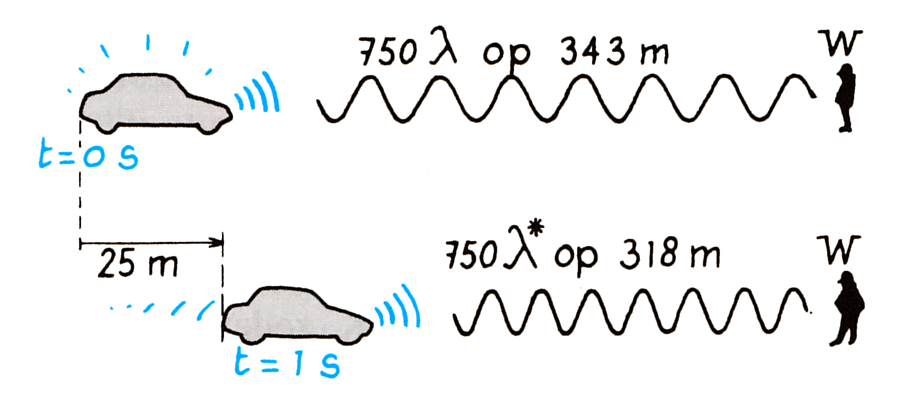 750 λ op 343 m
W
t = 0 s
25 m
750 λ* op 318 m
W
t = 1 s